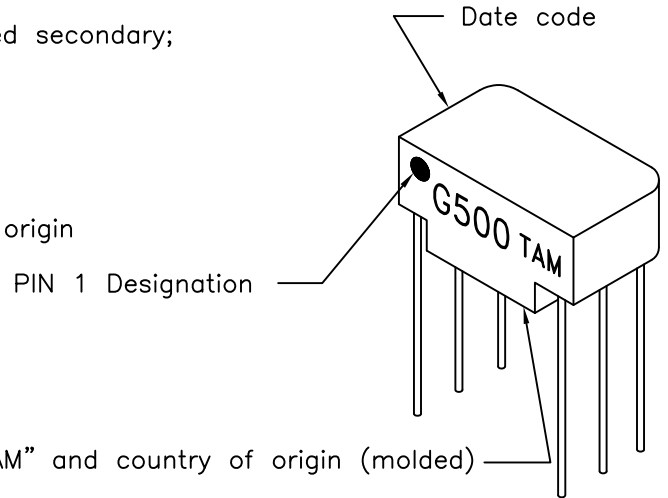 Date code
ed secondary;
G500 TAM
origin
PIN 1 Designation
AM” and country of origin (molded)